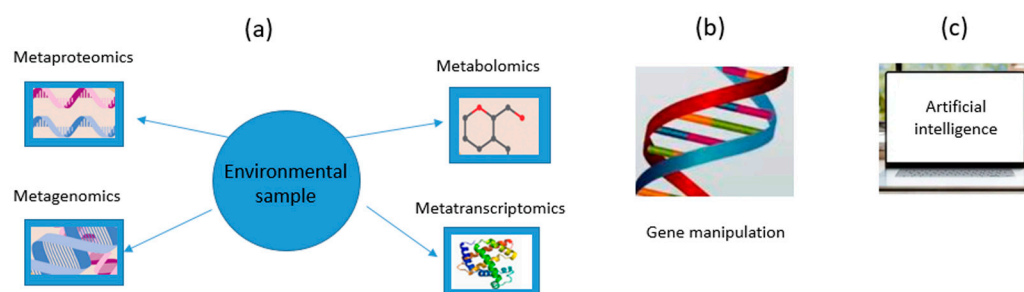 (a)
Metaproteomics
Metabolomics
Environmental
sample
Metagenomics
Metatranscriptomics
(b)
Gene manipulation
(c)
Artificial
intelligence